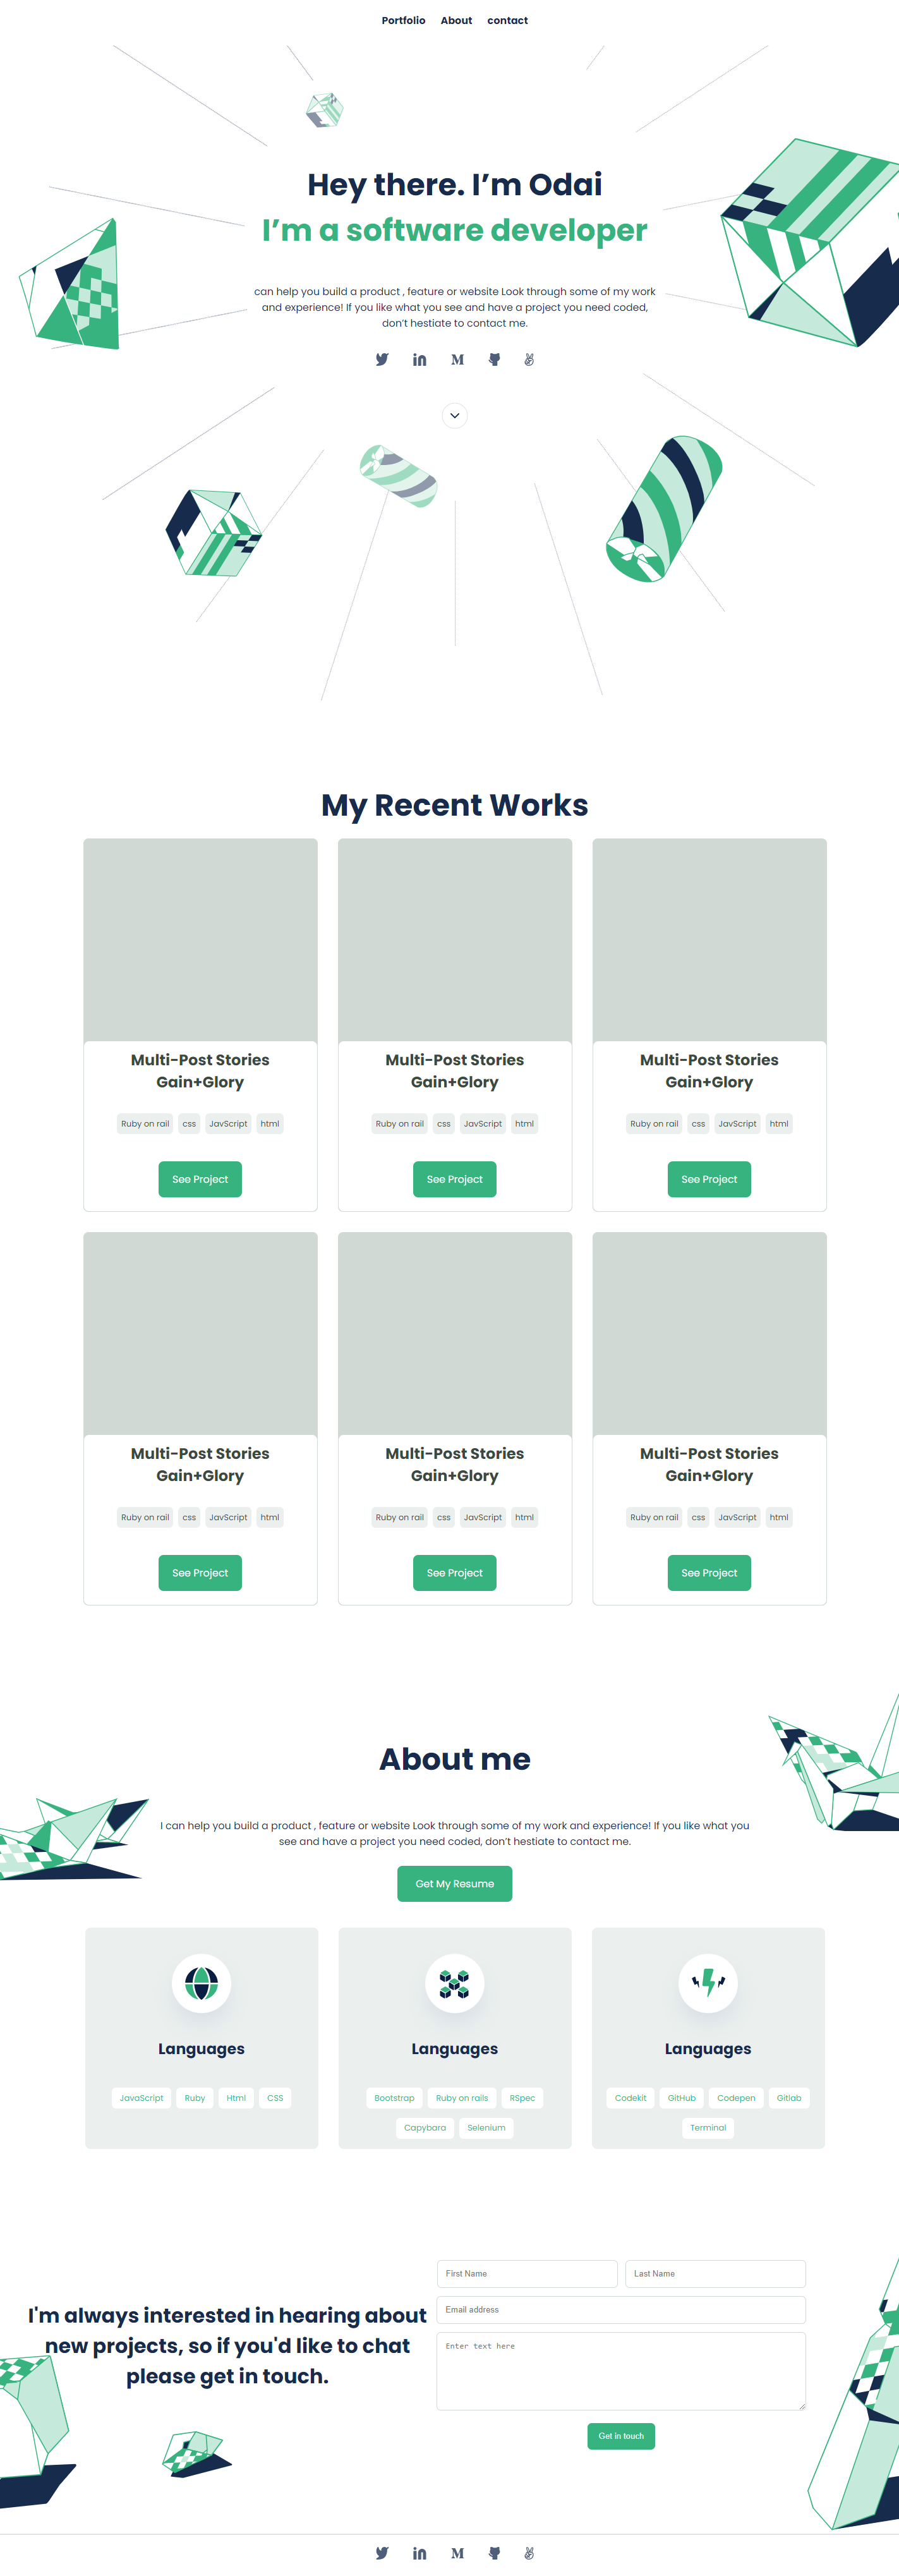 Portfolio About contact
Hey there. I’m Odai
I’m a software developer
can help you build a product , feature or website Look through some of my work
and experience! If you like what you see and have a project you need coded,
don’t hestiate to contact me.
My Recent Works
Multi-Post Stories
Gain+Glory
Ruby on rail css JavScript html
See Project
Multi-Post Stories
Gain+Glory
Ruby on rail css JavScript html
See Project
Multi-Post Stories
Gain+Glory
Ruby on rail css JavScript html
See Project
Multi-Post Stories
Gain+Glory
Ruby on rail css JavScript html
See Project
Multi-Post Stories
Gain+Glory
Ruby on rail css JavScript html
See Project
Multi-Post Stories
Gain+Glory
Ruby on rail css JavScript html
See Project
About me
I can help you build a product , feature or website Look through some of my work and experience! If you like what you
see and have a project you need coded, don’t hestiate to contact me.
Get My Resume
Languages
JavaScript Ruby Html CSS
Languages
Bootstrap Ruby on rails RSpec
Capybara Selenium
Languages
Codekit GitHub Codepen Gitlab
Terminal
I'm always interested in hearing about
new projects, so if you'd like to chat
please get in touch.
First Name Last Name
Email address
Enter text here
Get in touch